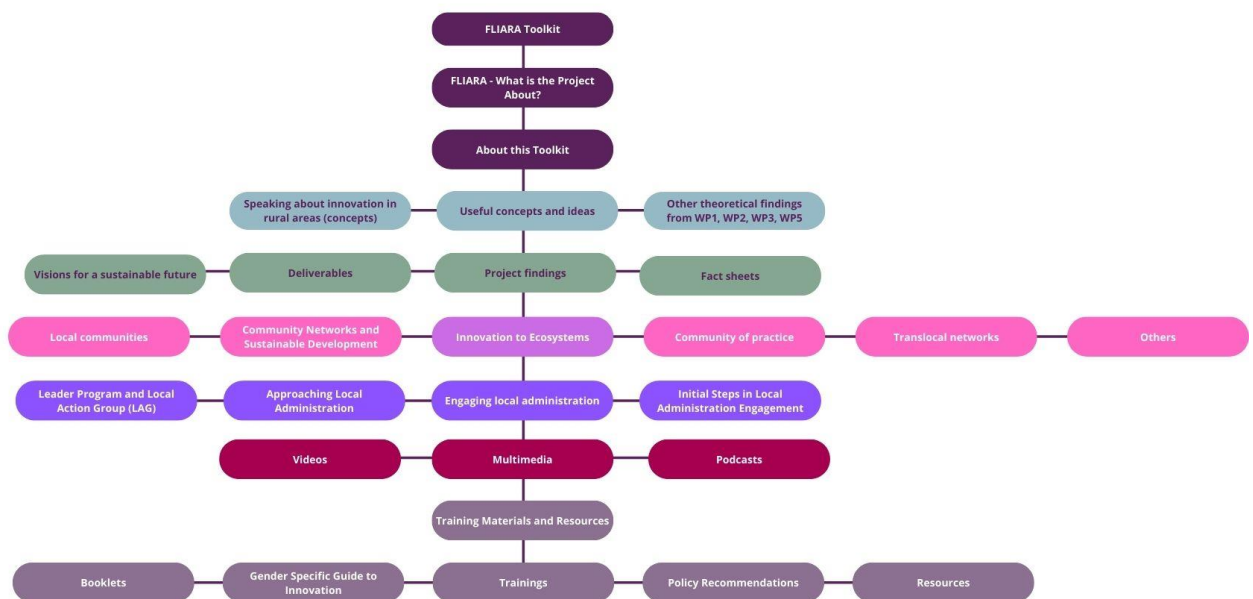 FLIARA Toolkit
FLIARA - What is the Project
About?
About this Toolkit
Speaking about innovation in
rural areas (concepts)
Useful concepts and ideas
Other theoretical findings
from WP1, WP2, WP3, WP5
Visions for a sustainable future
Deliverables
Project findings
Fact sheets
Local communities
Community Networks and
Sustainable Development
Innovation to Ecosystems
Community of practice
Translocal networks
Others
Leader Program and Local
Action Group (LAG)
Approaching Local
Administration
Engaging local administration
Initial Steps in Local
Administration Engagement
Videos
Multimedia
Podcasts
Training Materials and Resources
Booklets
Gender Specific Guide to
Innovation
Trainings
Policy Recommendations
Resources